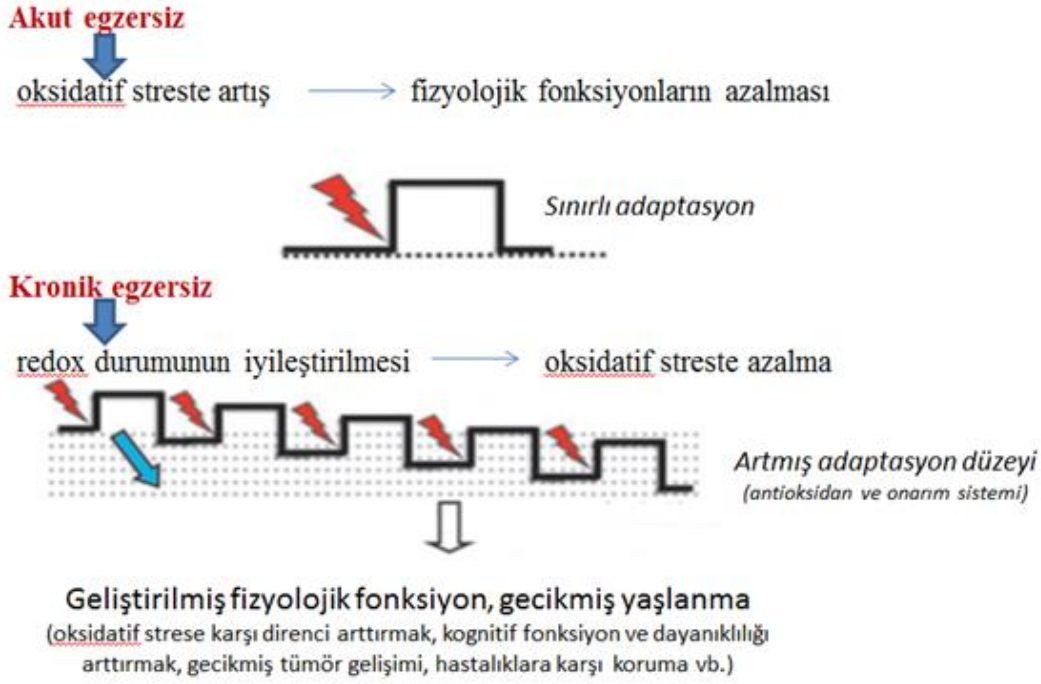 Akut egzersiz
oksidatif streste artış fizyolojik fonksiyonların azalması
Sınırlı adaptasyon
Kronik egzersiz
redox durumunun iyileştirilmesi oksidatif streste azalma
Artmış adaptasyon düzeyi
(antioksidan ve onarım sistemi)
Geliştirilmiş fizyolojik fonksiyon, gecikmiş yaşlanma
(oksidatif strese karşı direnci arttırmak, kognitif fonksiyon ve dayanıklılığı
arttırmak, gecikmiş tümör gelişimi, hastalıklara karşı koruma vb.)